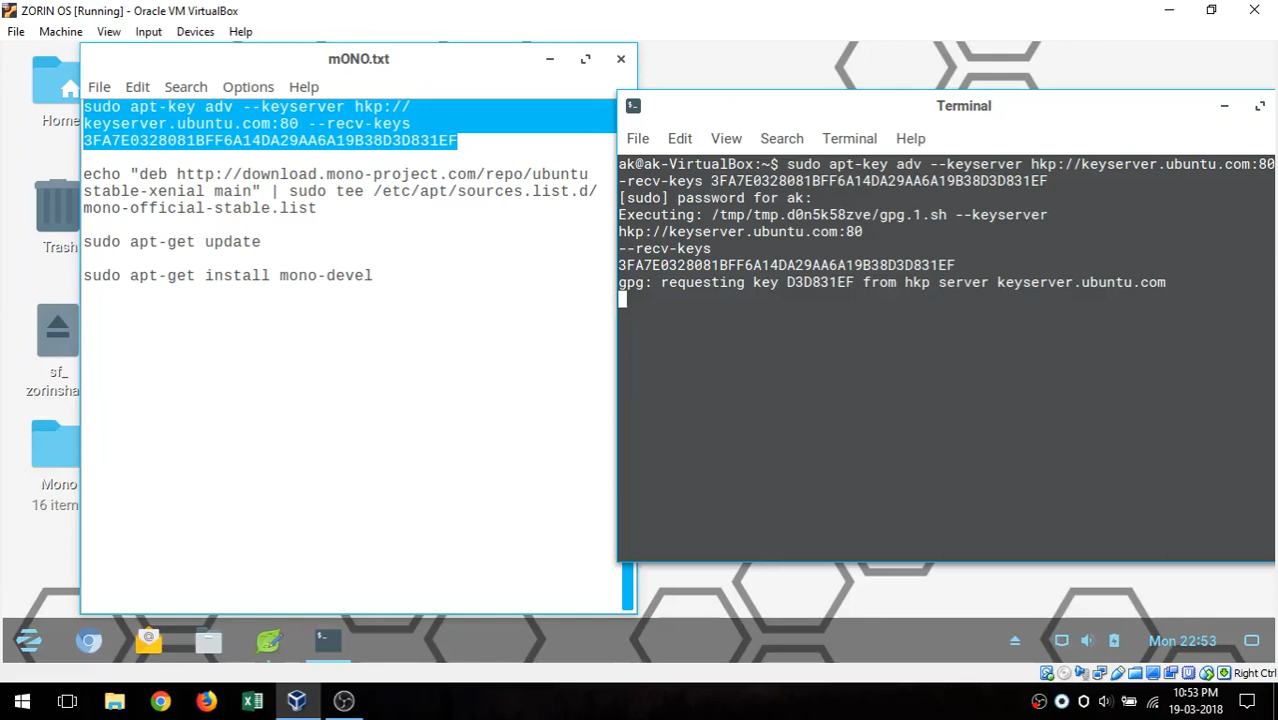 ZORIN OS [Running] - Oracle VM VirtualBox
File Machine View Input Devices Help
Home
Trash
sf_
zorinsha
Mono
16 item
mONO.txt
File Edit Search Options Help
sudo apt-key adv --keyserver hkp://
keyserver.ubuntu.com:80 --recv-keys
3FA7E0328081BFF6A14DA29AA6A19B38D3D831EF
echo "deb http://download.mono-project.com/repo/ubuntu
stable-xenial main" | sudo tee /etc/apt/sources.list.d/
mono-official-stable.list
sudo apt-get update
sudo apt-get install mono-devel
Terminal
File Edit View Search Terminal Help
ak@ak-VirtualBox:~$ sudo apt-key adv --keyserver hkp://keyserver.ubuntu.com:80
-recv-keys 3FA7E0328081BFF6A14DA29AA6A19B38D3D831EF
[sudo] password for ak:
Executing: /tmp/tmp.d0n5k58zve/gpg.1.sh --keyserver
hkp://keyserver.ubuntu.com:80
--recv-keys
3FA7E0328081BFF6A14DA29AA6A19B38D3D831EF
gpg: requesting key D3D831EF from hkp server keyserver.ubuntu.com
Mon 22:53
Right Ctrl
10:53 PM
19-03-2018